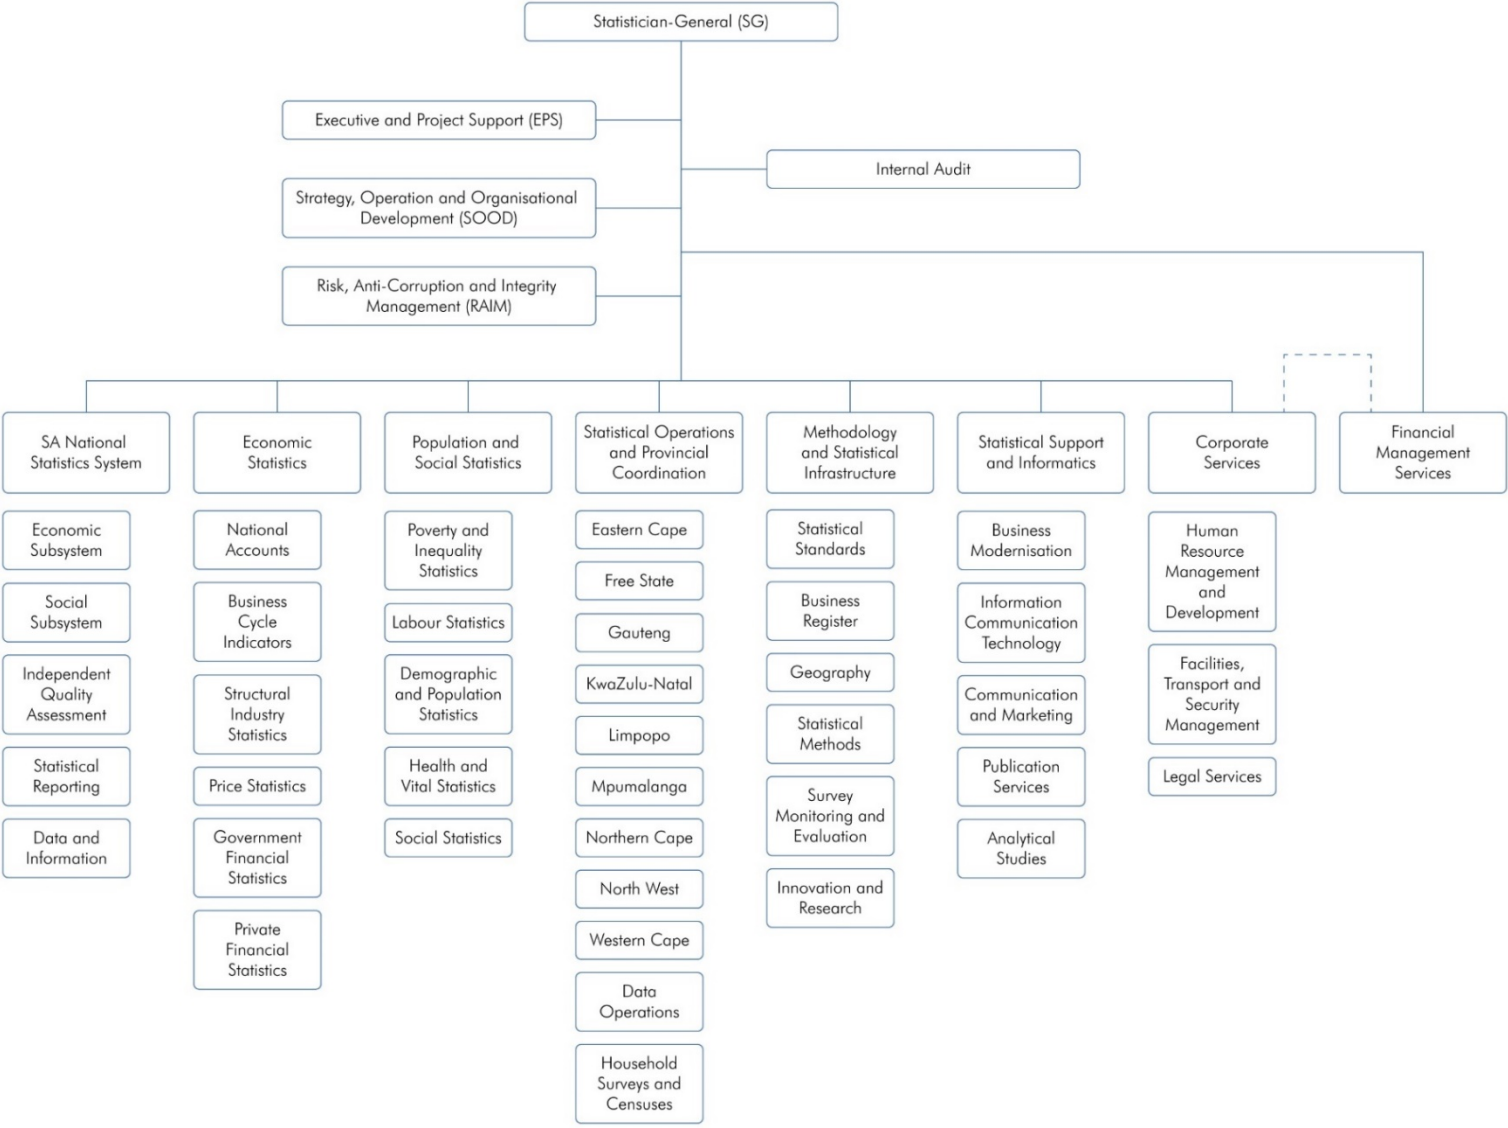 Statistician-General (SG)
Executive and Project Support (EPS)
Internal Audit
Strategy, Operation and Organisational
Development (SOOD)
Risk, Anti-Corruption and Integrity
Management (RAIM)
SA National
Statistics System
Economic
Subsystem
Social
Subsystem
Independent
Quality
Assessment
Statistical
Reporting
Data and
Information
Economic
Statistics
National
Accounts
Business
Cycle
Indicators
Structural
Industry
Statistics
Price Statistics
Government
Financial
Statistics
Private
Financial
Statistics
Population and
Social Statistics
Poverty and
Inequality
Statistics
Labour Statistics
Demographic
and Population
Statistics
Health and
Vital Statistics
Social Statistics
Statistical Operations
and Provincial
Coordination
Eastern Cape
Free State
Gauteng
KwaZulu-Natal
Limpopo
Mpumalanga
Northern Cape
North West
Western Cape
Data
Operations
Household
Surveys and
Censuses
Methodology
and Statistical
Infrastructure
Statistical
Standards
Business
Register
Geography
Statistical
Methods
Survey
Monitoring and
Evaluation
Innovation and
Research
Statistical Support
and Informatics
Business
Modernisation
Information
Communication
Technology
Communication
and Marketing
Publication
Services
Analytical
Studies
Corporate
Services
Human
Resource
Management
and
Development
Facilities,
Transport and
Security
Management
Legal Services
Financial
Management
Services